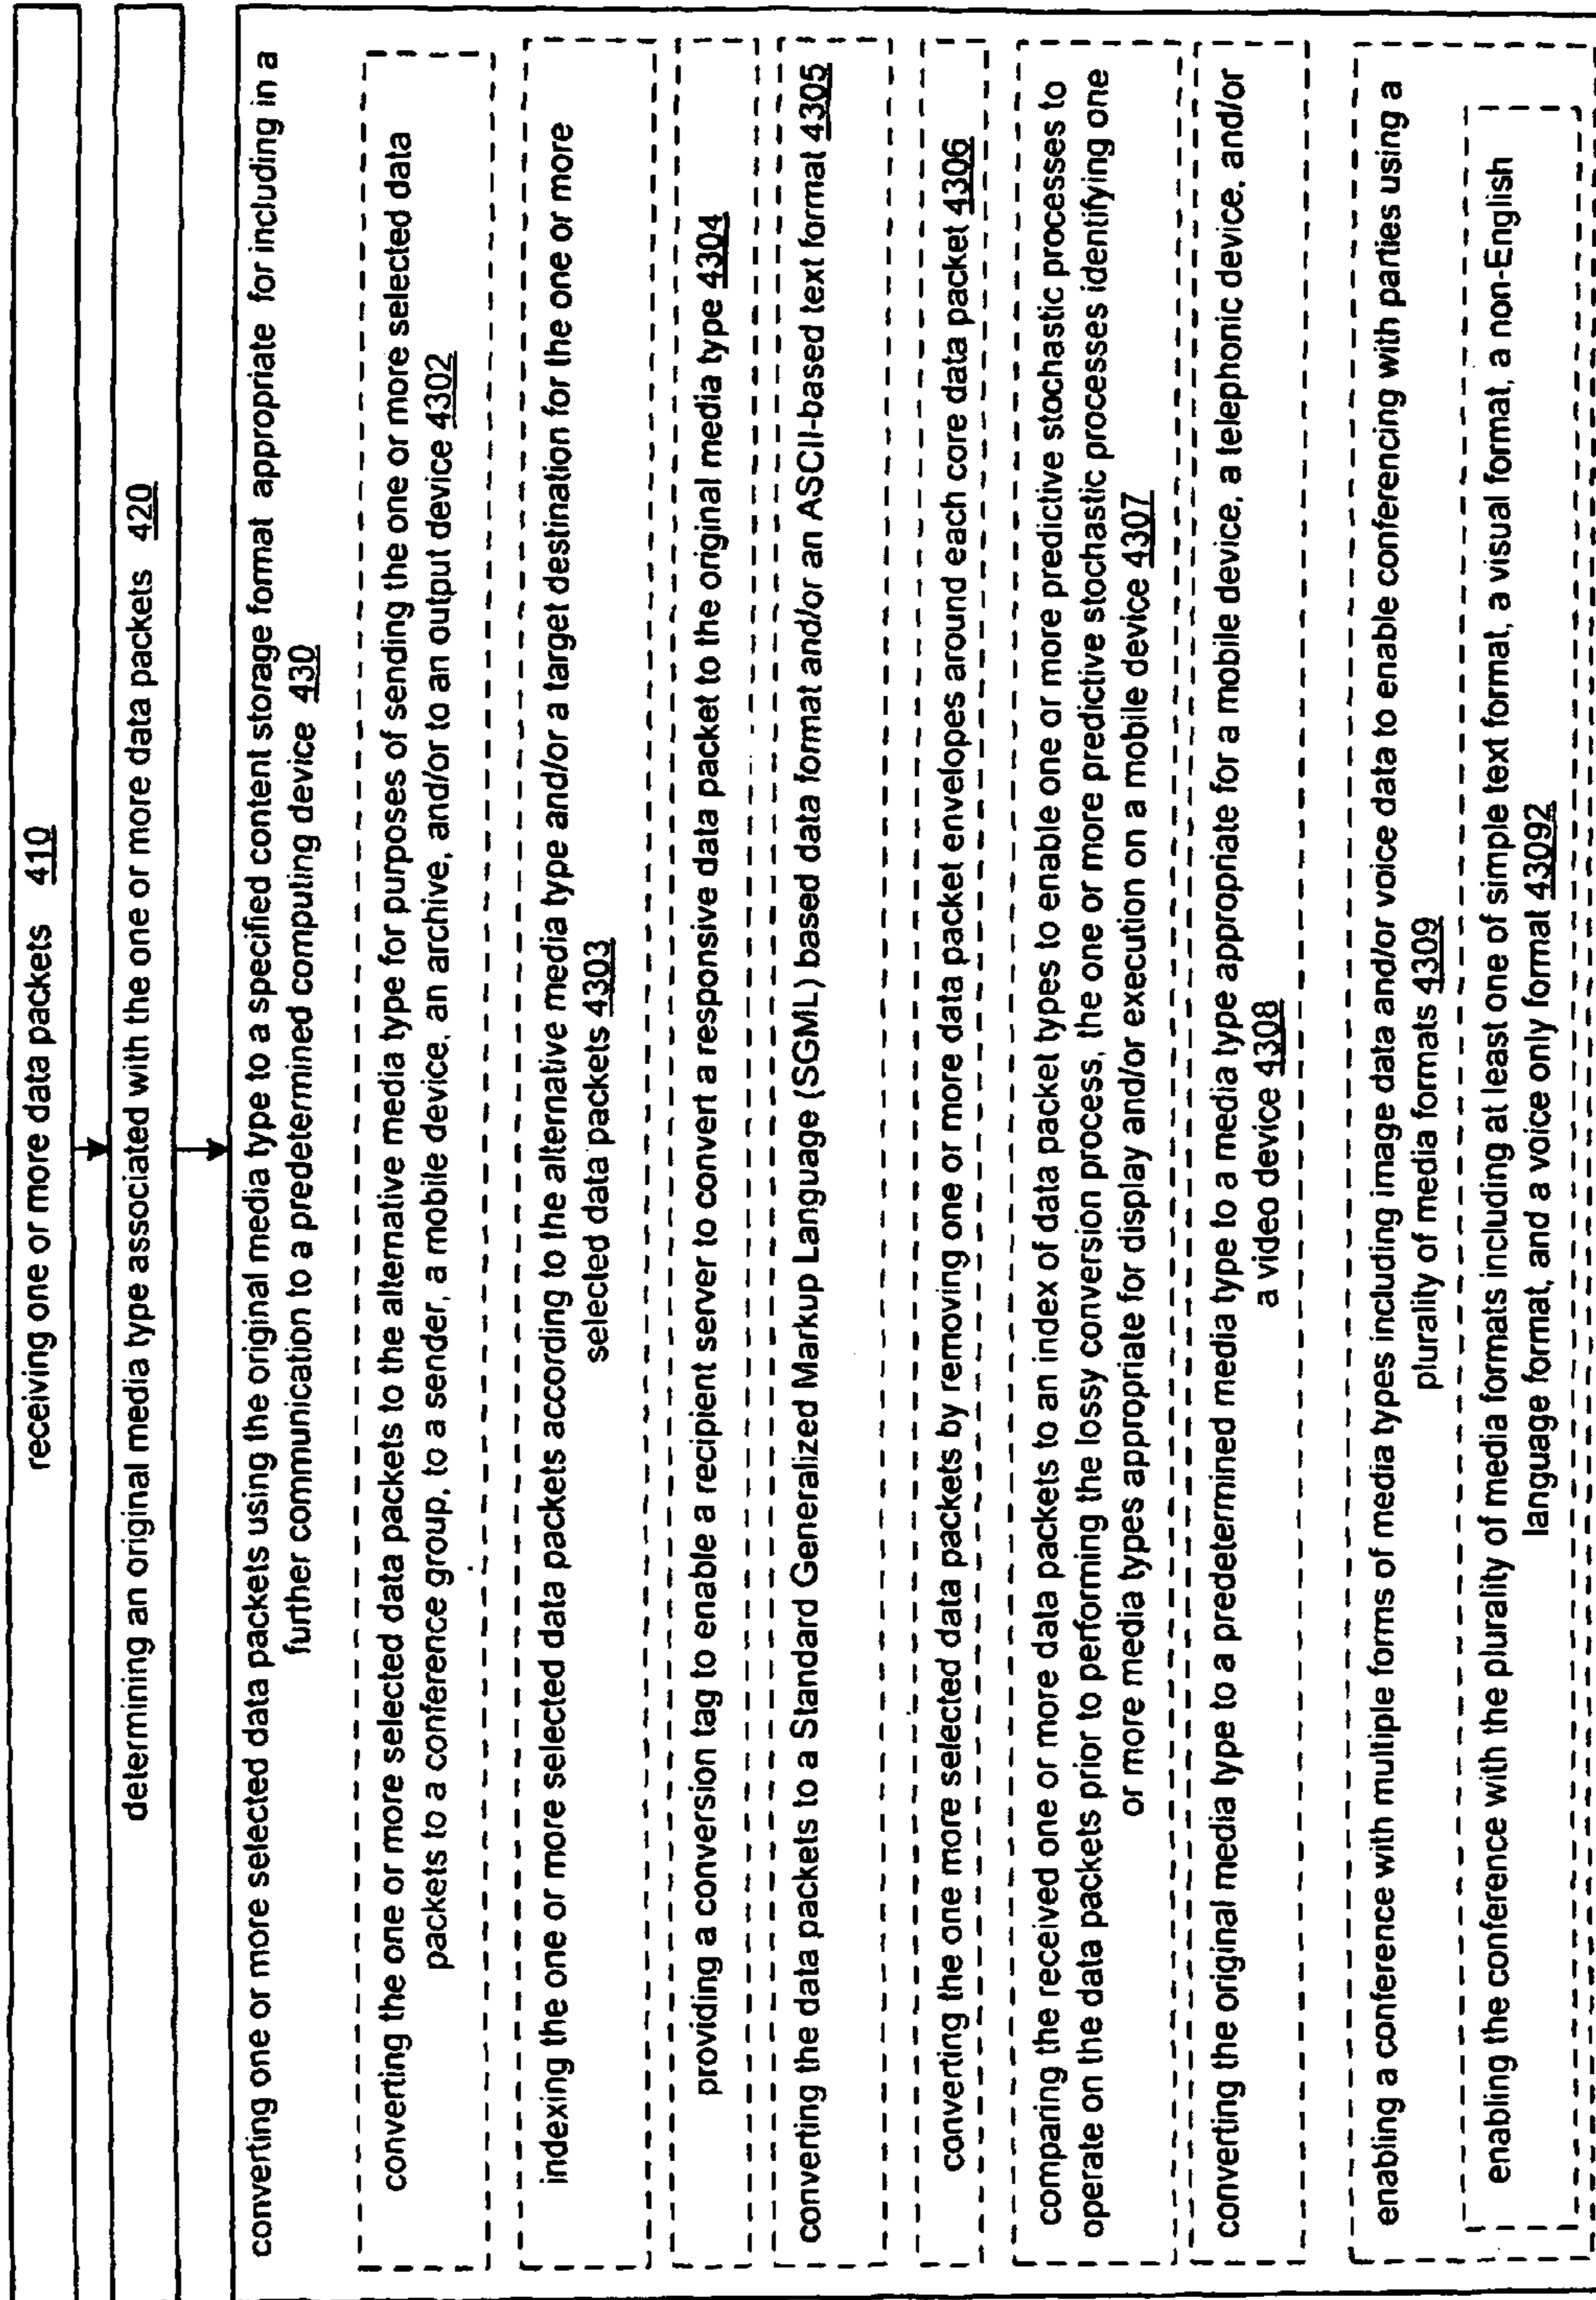 receiving one or more data packets 410
determining an original media type associated with the one or more data packets 420
converting one or more selected data packets using the original media type to a specified content storage format appropriate for including in a
further communication to a predetermined computing device 430
converting the one or more selected data packets to the alternative media type for purposes of sending the one or more selected data
packets to a conference group, to a sender, a mobile device, an archive, and/or to an output device 4302
indexing the one or more selected data packets according to the alternative media type and/or a target destination for the one or more
selected data packets 4303
providing a conversion tag to enable a recipient server to convert a responsive data packet to the original media type 4304
converting the data packets to a Standard Generalized Markup Language (SGML) based data format and/or an ASCII-based text format 4305
converting the one more selected data packets by removing one or more data packet envelopes around each core data packet 4306
comparing the received one or more data packets to an index of data packet types to enable one or more predictive stochastic processes to
operate on the data packets prior to performing the lossy conversion process, the one or more predictive stochastic processes identifying one
or more media types appropriate for display and/or execution on a mobile device 4307
converting the original media type to a predetermined media type to a media type appropriate for a mobile device, a telephonic device, and/or
a video device 4308
enabling a conference with multiple forms of media types including image data and/or voice data to enable conferencing with parties using a
plurality of media formats 4309
enabling the conference with the plurality of media formats including at least one of simple text format, a visual format, a non-English
language format, and a voice only format 43092